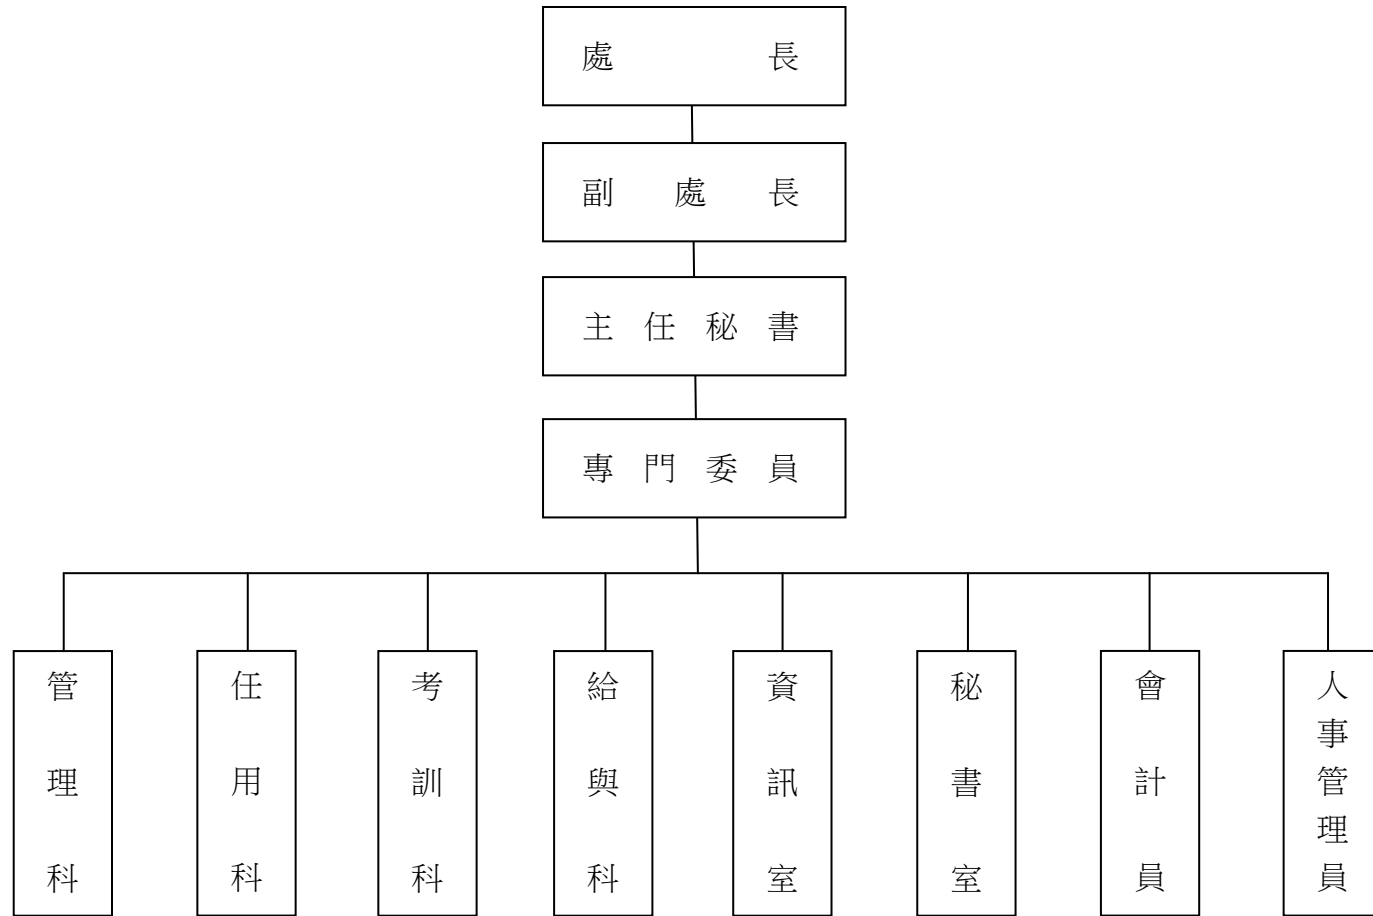 處長
副處長
主任秘書
專門委員
管理科
任用科
考訓科
給與科
資訊室
秘書室
會計員
人事管理員